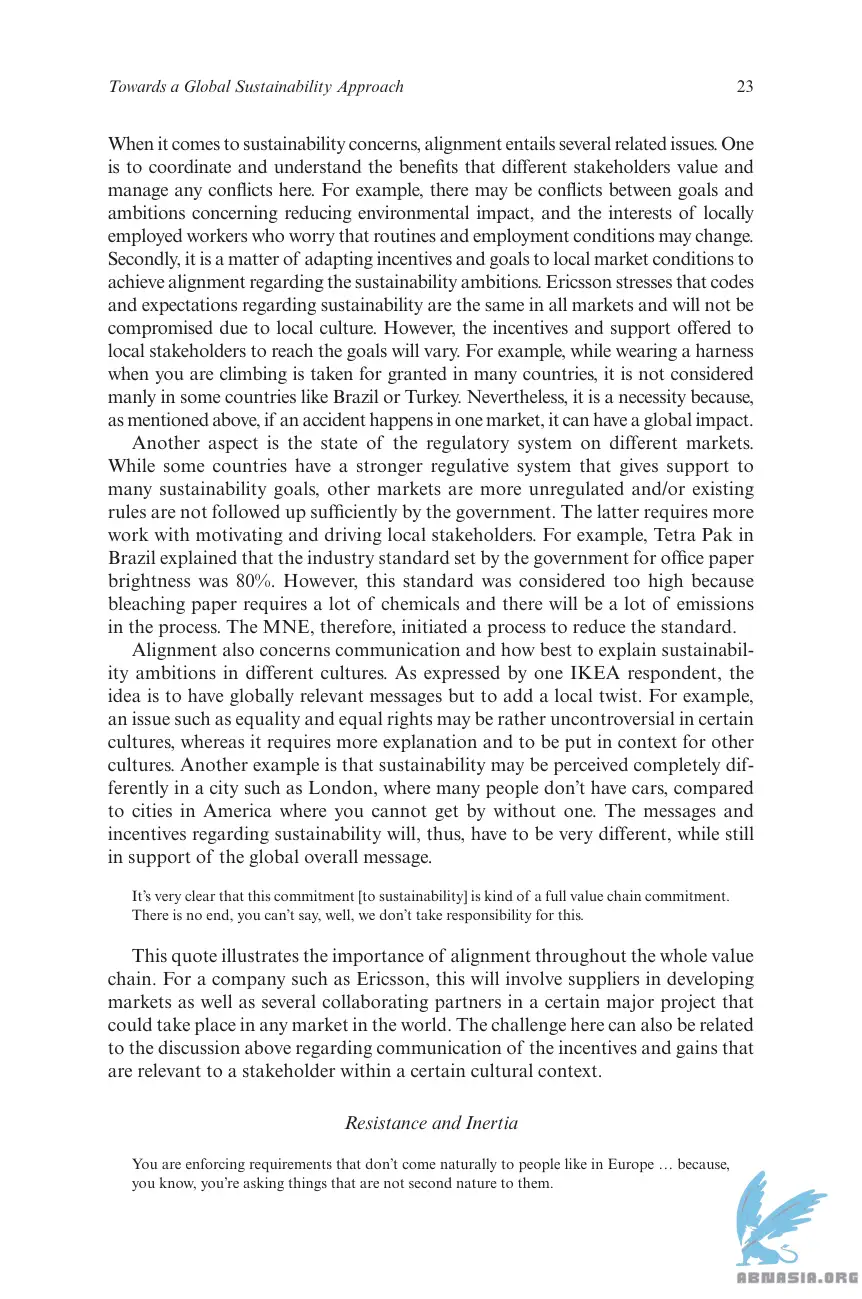 Towards a Global Sustainability Approach 23
When it comes to sustainability concerns, alignment entails several related issues. One
is to coordinate and understand the benefits that different stakeholders value and
manage any conflicts here. For example, there may be conflicts between goals and
ambitions concerning reducing environmental impact, and the interests of locally
employed workers who worry that routines and employment conditions may change.
Secondly, it is a matter of adapting incentives and goals to local market conditions to
achieve alignment regarding the sustainability ambitions. Ericsson stresses that codes
and expectations regarding sustainability are the same in all markets and will not be
compromised due to local culture. However, the incentives and support offered to
local stakeholders to reach the goals will vary. For example, while wearing a harness
when you are climbing is taken for granted in many countries, it is not considered
manly in some countries like Brazil or Turkey. Nevertheless, it is a necessity because,
as mentioned above, if an accident happens in one market, it can have a global impact.
Another aspect is the state of the regulatory system on different markets.
While some countries have a stronger regulative system that gives support to
many sustainability goals, other markets are more unregulated and/or existing
rules are not followed up sufficiently by the government. The latter requires more
work with motivating and driving local stakeholders. For example, Tetra Pak in
Brazil explained that the industry standard set by the government for office paper
brightness was 80%. However, this standard was considered too high because
bleaching paper requires a lot of chemicals and there will be a lot of emissions
in the process. The MNE, therefore, initiated a process to reduce the standard.
Alignment also concerns communication and how best to explain sustainabil-
ity ambitions in different cultures. As expressed by one IKEA respondent, the
idea is to have globally relevant messages but to add a local twist. For example,
an issue such as equality and equal rights may be rather uncontroversial in certain
cultures, whereas it requires more explanation and to be put in context for other
cultures. Another example is that sustainability may be perceived completely dif-
ferently in a city such as London, where many people don't have cars, compared
to cities in America where you cannot get by without one. The messages and
incentives regarding sustainability will, thus, have to be very different, while still
in support of the global overall message.
It's very clear that this commitment [to sustainability] is kind of a full value chain commitment.
There is no end, you can't say, well, we don't take responsibility for this.
This quote illustrates the importance of alignment throughout the whole value
chain. For a company such as Ericsson, this will involve suppliers in developing
markets as well as several collaborating partners in a certain major project that
could take place in any market in the world. The challenge here can also be related
to the discussion above regarding communication of the incentives and gains that
are relevant to a stakeholder within a certain cultural context.
Resistance and Inertia
You are enforcing requirements that don't come naturally to people like in Europe … because,
you know, you're asking things that are not second nature to them.
ABNASIA.ORG